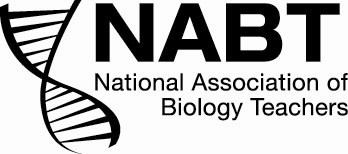 NABT
National Association of
Biology Teachers